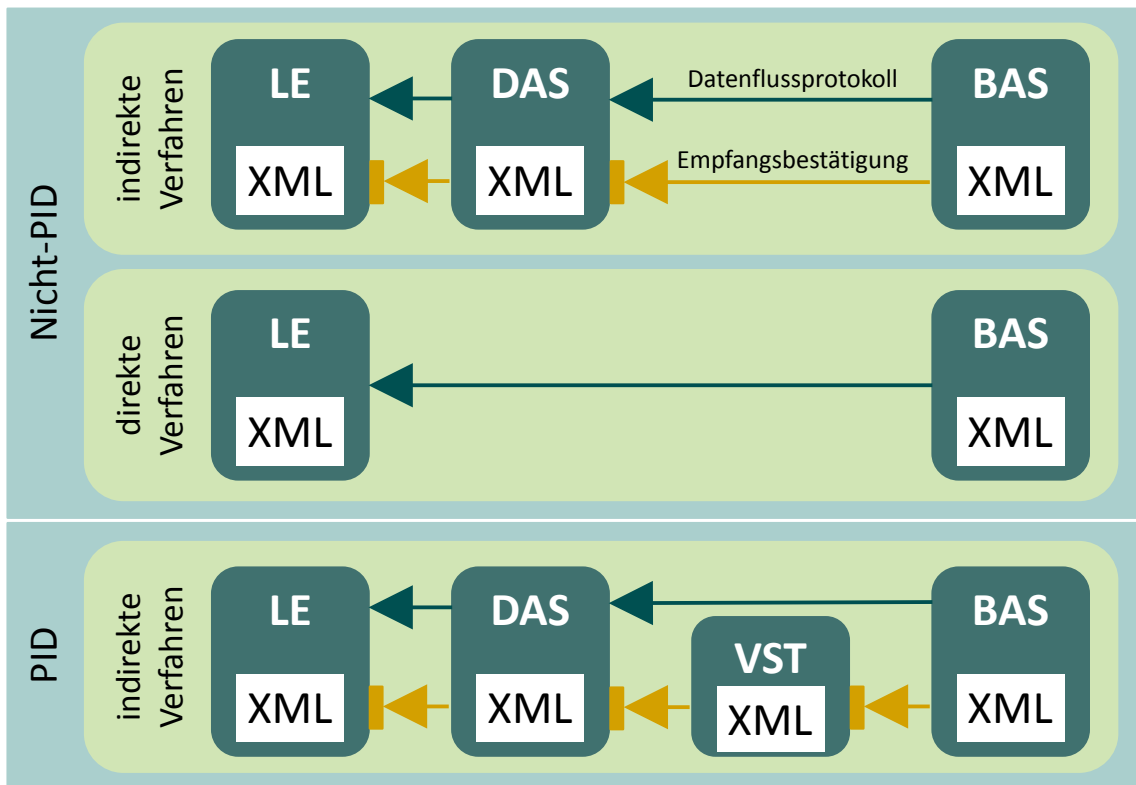 Nicht-PID
indirekte
Verfahren
LE
DAS
Datenflussprotokoll
BAS
XML
XML
Empfangsbestätigung
XML
direkte
Verfahren
LE
BAS
XML
XML
PID
indirekte
Verfahren
LE
DAS
BAS
VST
XML
XML
XML
XML